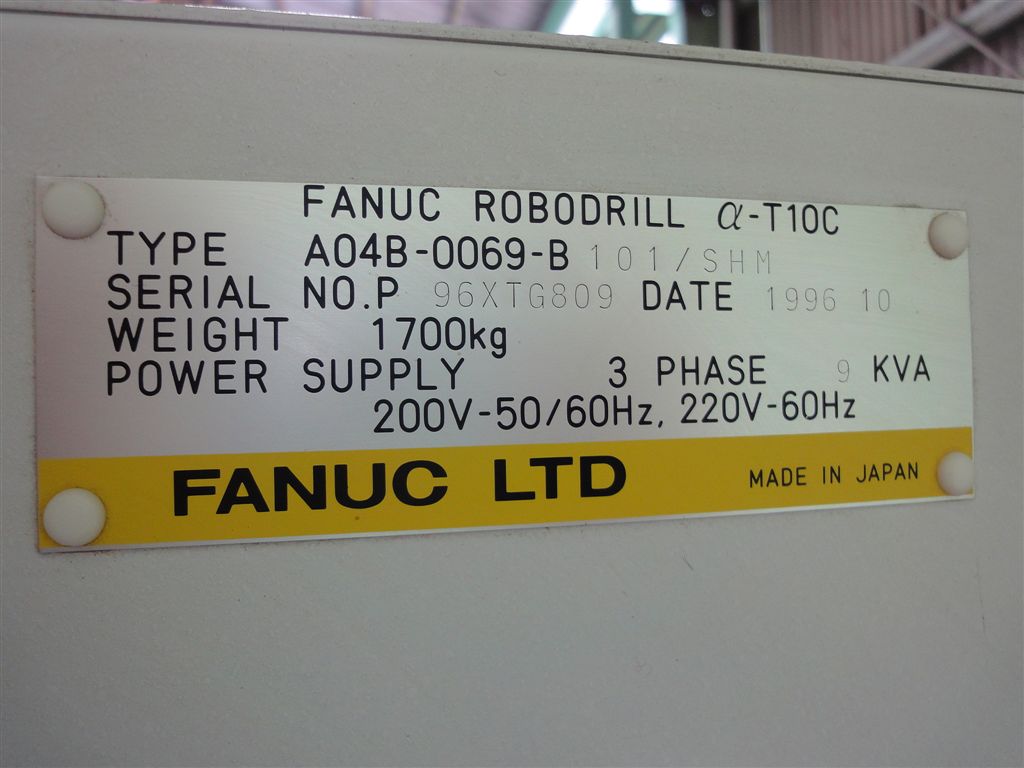 FANUC ROBODRILL α-T10C
TYPE A04B-0069-B 101/SHM
SERIAL NO.P 96XTG809 DATE 1996 10
WEIGHT 1700kg
POWER SUPPLY 3 PHASE 9 KVA
200V-50/60Hz, 220V-60Hz
FANUC LTD MADE IN JAPAN